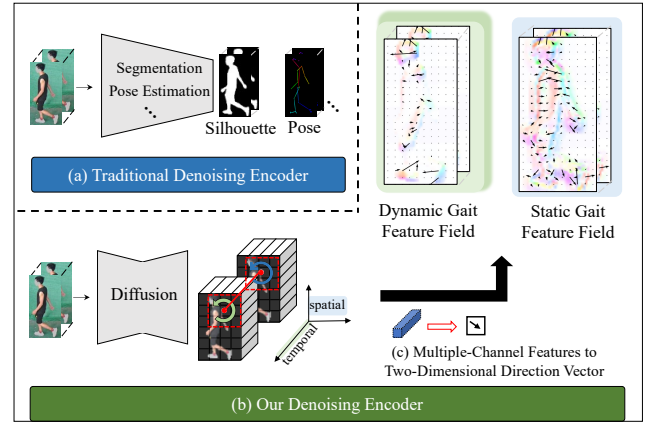 Segmentation
Pose Estimation
...
Silhouette
Pose
...
(a) Traditional Denoising Encoder
Dynamic Gait
Feature Field
Static Gait
Feature Field
Diffusion
spatial
temporal
(c) Multiple-Channel Features to
Two-Dimensional Direction Vector
(b) Our Denoising Encoder